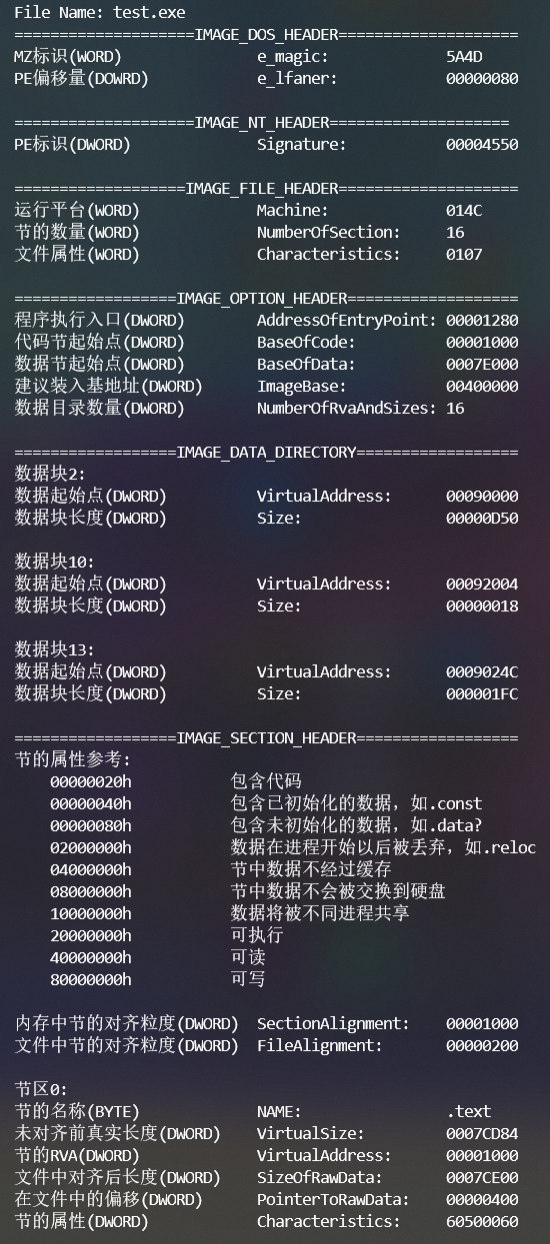 File Name: test.exe
====================IMAGE_DOS_HEADER====================
MZ标识(WORD) e_magic: 5A4D
PE偏移量(DOWRD) e_lfaner: 00000080
====================IMAGE_NT_HEADER====================
PE标识(DWORD) Signature: 00004550
===================IMAGE_FILE_HEADER====================
运行平台(WORD) Machine: 014C
节的数量(WORD) NumberOfSection: 16
文件属性(WORD) Characteristics: 0107
==================IMAGE_OPTION_HEADER===================
程序执行入口(DWORD) AddressOfEntryPoint: 00001280
代码节起始点(DWORD) BaseOfCode: 00001000
数据节起始点(DWORD) BaseOfData: 0007E000
建议装入基地址(DWORD) ImageBase: 00400000
数据目录数量(DWORD) NumberOfRvaAndSizes: 16
==================IMAGE_DATA_DIRECTORY==================
数据块2:
数据起始点(DWORD) VirtualAddress: 00090000
数据块长度(DWORD) Size: 00000D50
数据块10:
数据起始点(DWORD) VirtualAddress: 00092004
数据块长度(DWORD) Size: 00000018
数据块13:
数据起始点(DWORD) VirtualAddress: 0009024C
数据块长度(DWORD) Size: 000001FC
==================IMAGE_SECTION_HEADER==================
节的属性参考:
00000020h 包含代码
00000040h 包含已初始化的数据，如.const
00000080h 包含未初始化的数据，如.data?
02000000h 数据在进程开始以后被丢弃，如.reloc
04000000h 节中数据不经过缓存
08000000h 节中数据不会被交换到硬盘
10000000h 数据将被不同进程共享
20000000h 可执行
40000000h 可读
80000000h 可写
内存中节的对齐粒度(DWORD) SectionAlignment: 00001000
文件中节的对齐粒度(DWORD) FileAlignment: 00000200
节区0:
节的名称(BYTE) NAME: .text
未对齐前真实长度(DWORD) VirtualSize: 0007CD84
节的RVA(DWORD) VirtualAddress: 00001000
文件中对齐后长度(DWORD) SizeOfRawData: 0007CE00
在文件中的偏移(DWORD) PointerToRawData: 00000400
节的属性(DWORD) Characteristics: 60500060